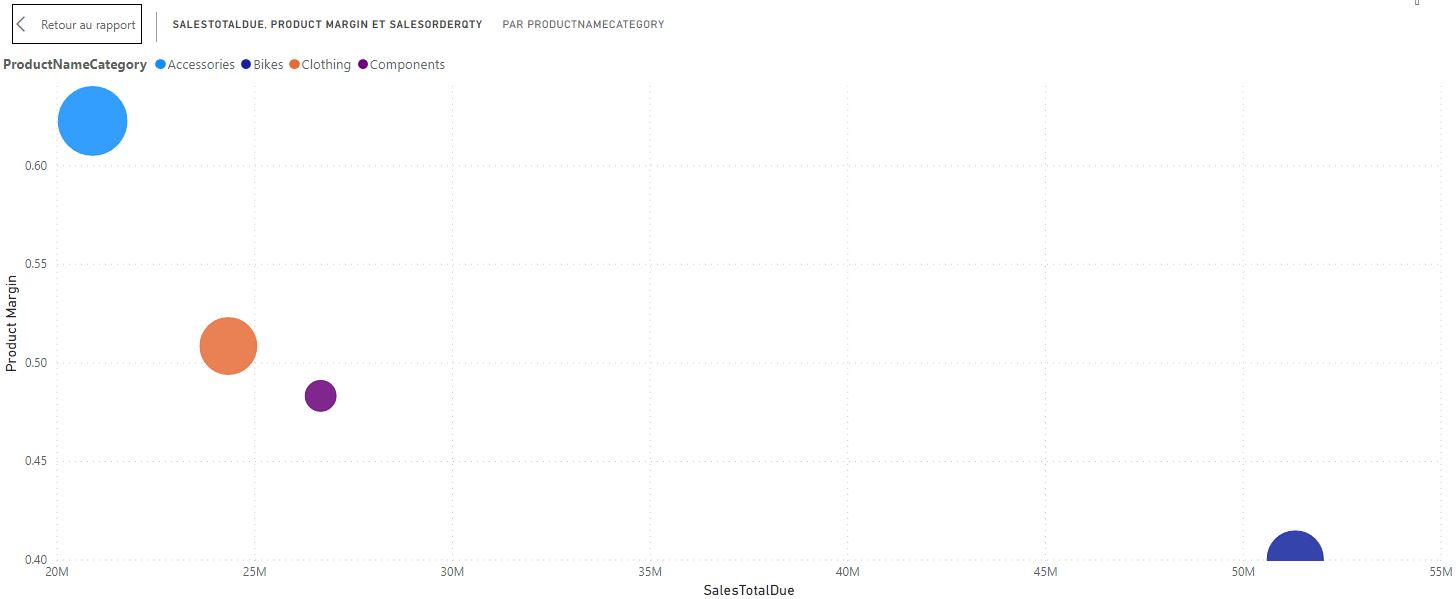 Retour au rapport
SALESTOTALDUE, PRODUCT MARGIN ET SALESORDERQTY PAR PRODUCTNAMECATEGORY
ProductNameCategory Accessories Bikes Clothing Components
0.60
0.55
0.50
0.45
0.40
Product Margin
20M 25M 30M 35M 40M 45M 50M 55M
SalesTotalDue